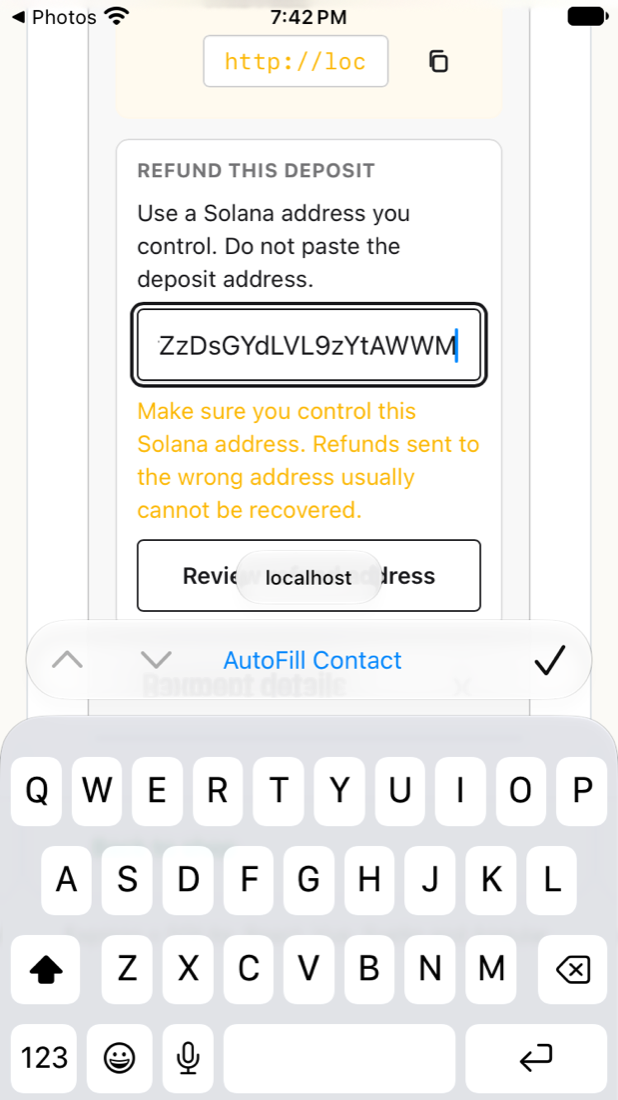 Photos
7:42 PM
http://loc
REFUND THIS DEPOSIT
Use a Solana address you
control. Do not paste the
deposit address.
ZzDsGYdLVL9zYtAWWM
Make sure you control this
Solana address. Refunds sent to
the wrong address usually
cannot be recovered.
localhost
AutoFill Contact
Q W E R T Y U I O P
A S D F G H J K L
Z X C V B N M
123